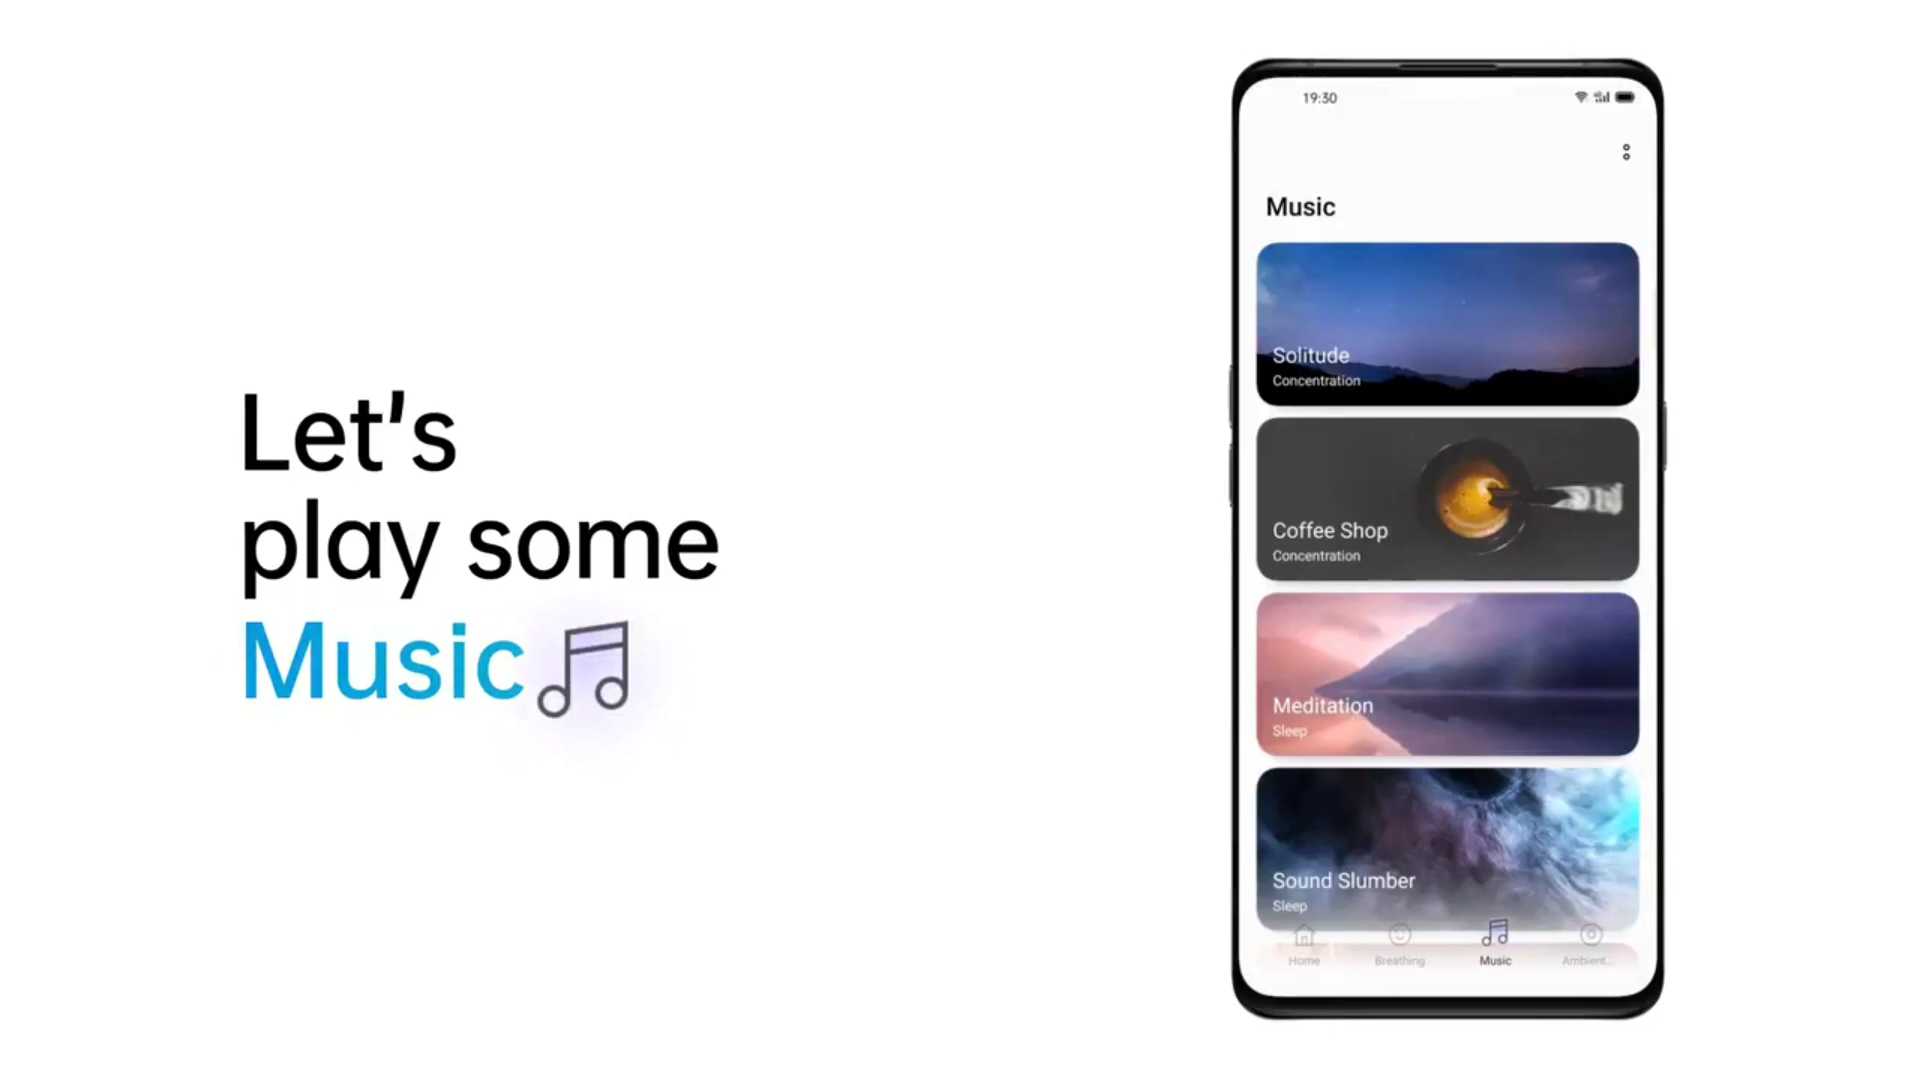 Let's
play some
Music
19:30
Music
Solitude
Concentration
Coffee Shop
Concentration
Meditation
Sleep
Sound Slumber
Sleep
Home Breathing Music Ambient...